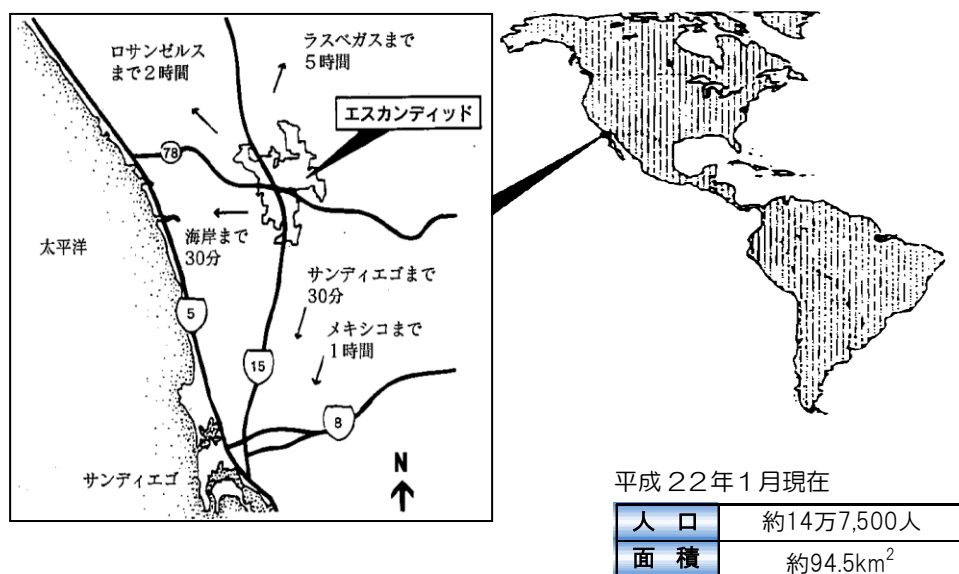 ロサンゼルス
まで２時間
ラスベガスまで
５時間
エスカンディッド
78
海岸まで
30分
太平洋
サンディエゴまで
30分
5
メキシコまで
１時間
15
8
サンディエゴ
N
平成２２年１月現在
人　口　約14万7,500人
面　積　約94.5km²